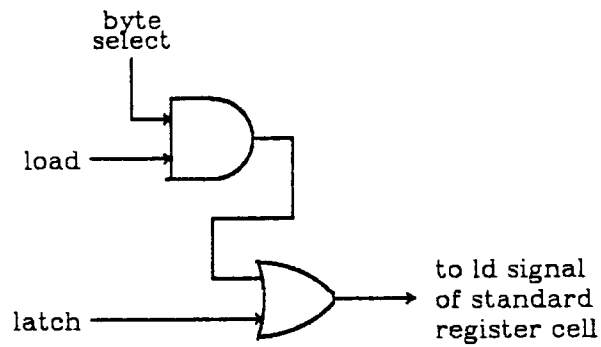 byte
select
load
latch
to ld signal
of standard
register cell